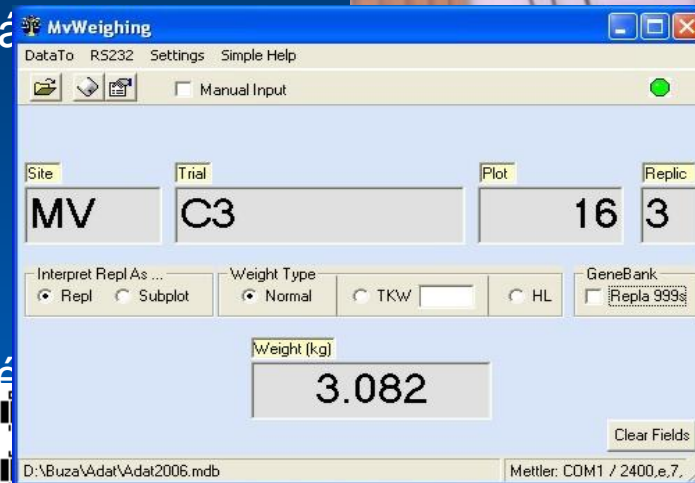 á
MvWeighing
DataTo RS232 Settings Simple Help
Manual Input
Site Trial Plot Replic
MV C3 16 3
Interpret Repl As ... Weight Type GeneBank
Repl Subplot Normal TKW HL Repla 999s
Weight (kg)
3.082
é
Clear Fields
D:\Buza\Adat\Adat2006.mdb Mettler: COM1 / 2400,e,7,